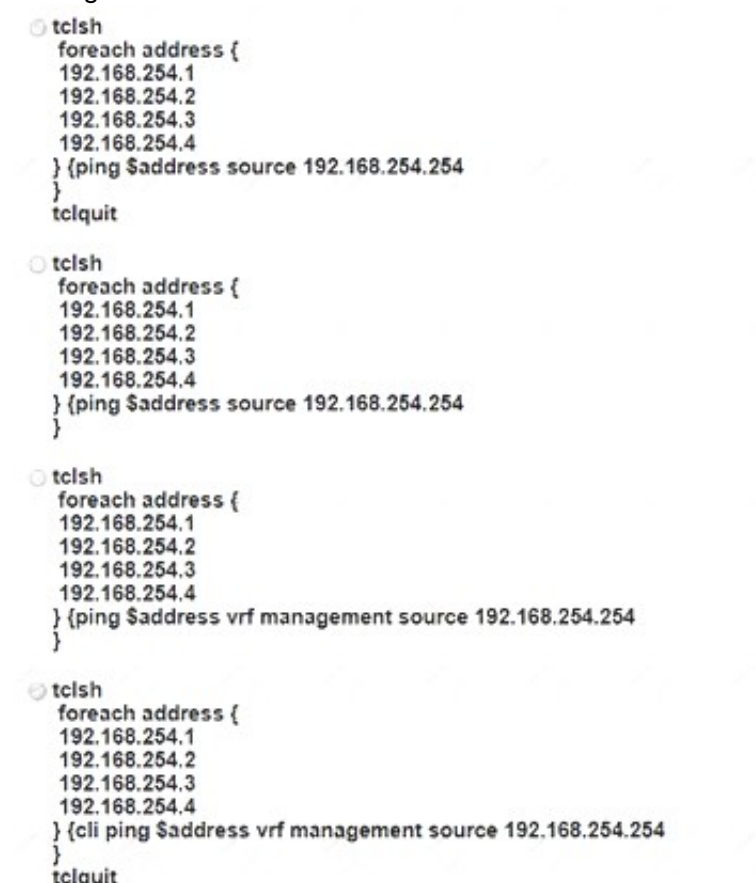 tclsh
foreach address {
192.168.254.1
192.168.254.2
192.168.254.3
192.168.254.4
} {ping $address source 192.168.254.254
}
tclquit
tclsh
foreach address {
192.168.254.1
192.168.254.2
192.168.254.3
192.168.254.4
} {ping $address source 192.168.254.254
}
tclsh
foreach address {
192.168.254.1
192.168.254.2
192.168.254.3
192.168.254.4
} {ping $address vrf management source 192.168.254.254
}
tclsh
foreach address {
192.168.254.1
192.168.254.2
192.168.254.3
192.168.254.4
} {cli ping $address vrf management source 192.168.254.254
}
tclquit